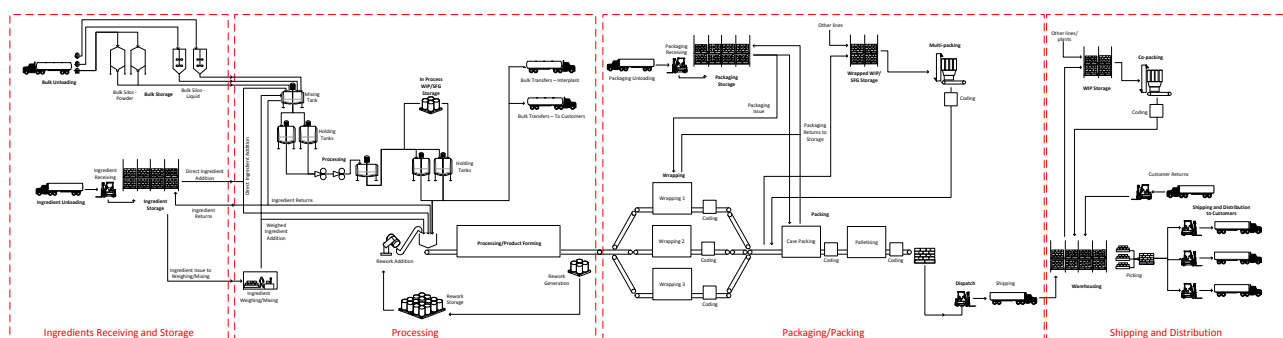 Bulk Unloading
Bulk Silos -
Powder
Bulk Storage
Bulk Silos -
Liquid
Ingredient
Receiving
Ingredient Unloading
Ingredient
Storage
Direct Ingredient
Addition
Ingredient
Returns
Weighed
Ingredient
Addition
Ingredient Issue to
Weighing/Mixing
Ingredient
Weighing/Mixing
Ingredients Receiving and Storage
Mixing
Tank
Holding
Tanks
Direct Ingredient Addition
Processing
Ingredient Returns
In Process
WIP/SFG
Storage
Holding
Tanks
Bulk Transfers – Interplant
Bulk Transfers – To Customers
Rework Addition
Processing/Product Forming
Rework
Generation
Rework
Storage
Processing
Packaging
Receiving
Packaging Unloading
Packaging
Storage
Packaging
Issue
Packaging
Returns to
Storage
Other lines
Wrapped WIP/
SFG Storage
Multi-packing
Coding
Wrapping
Wrapping 1
Coding
Wrapping 2
Coding
Wrapping 3
Coding
Packing
Case Packing
Coding
Palletising
Coding
Dispatch
Shipping
Packaging/Packing
Other lines/
plants
WIP Storage
Co-packing
Coding
Customer Returns
Shipping and Distribution
to Customers
Warehousing
Picking
Shipping and Distribution